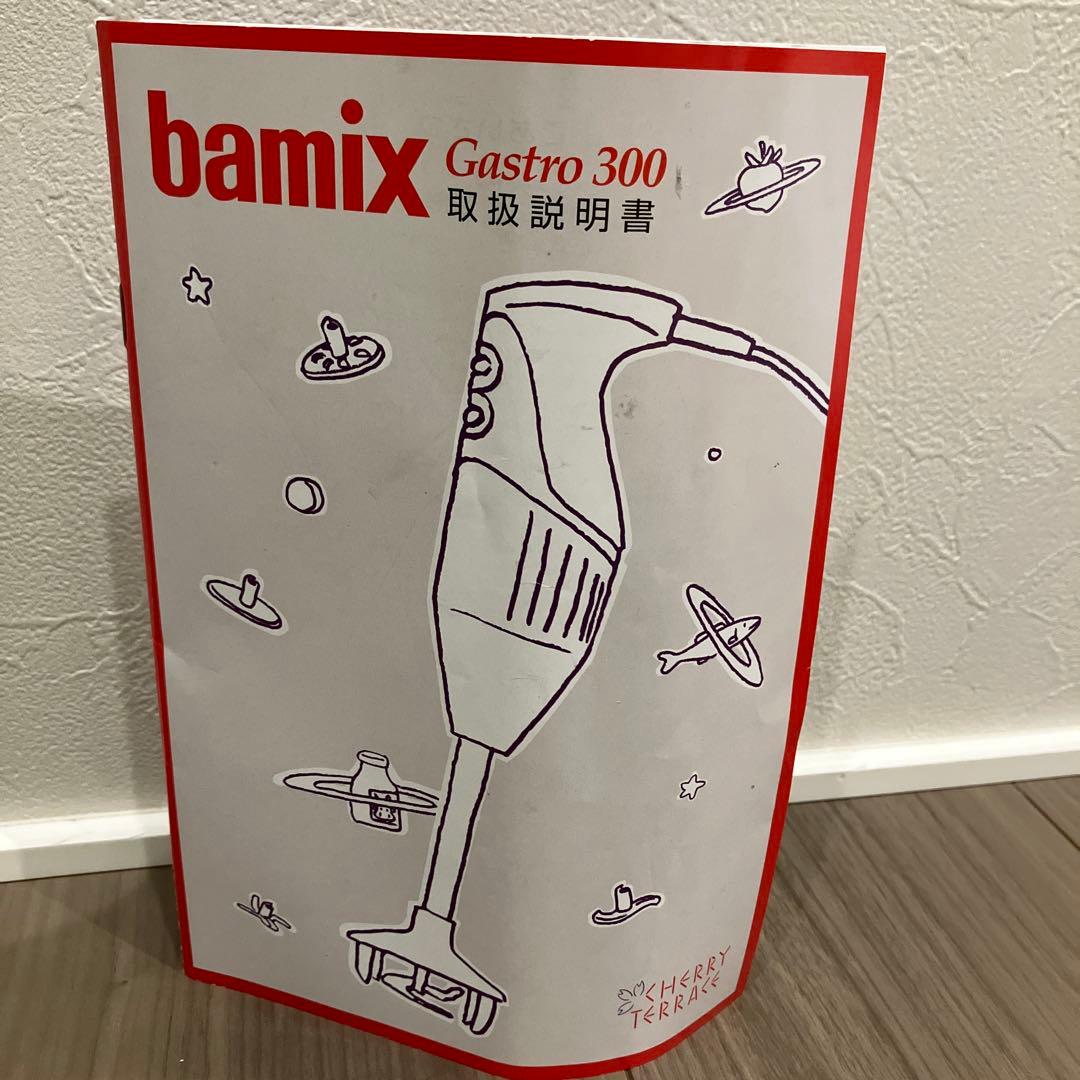 bamix Gastro 300
取扱説明書
CHERRY
TERRACE